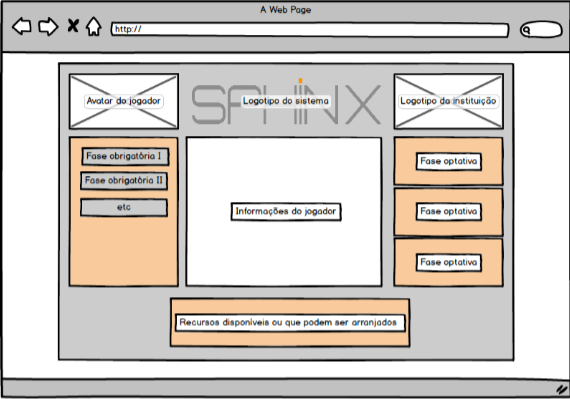 A Web Page
http://
Avatar do jogador
SPHINX
Logotipo do sistema
Logotipo da instituição
Fase obrigatória I
Fase obrigatória II
etc
Informações do jogador
Fase optativa
Fase optativa
Fase optativa
Recursos disponíveis ou que podem ser arranjados